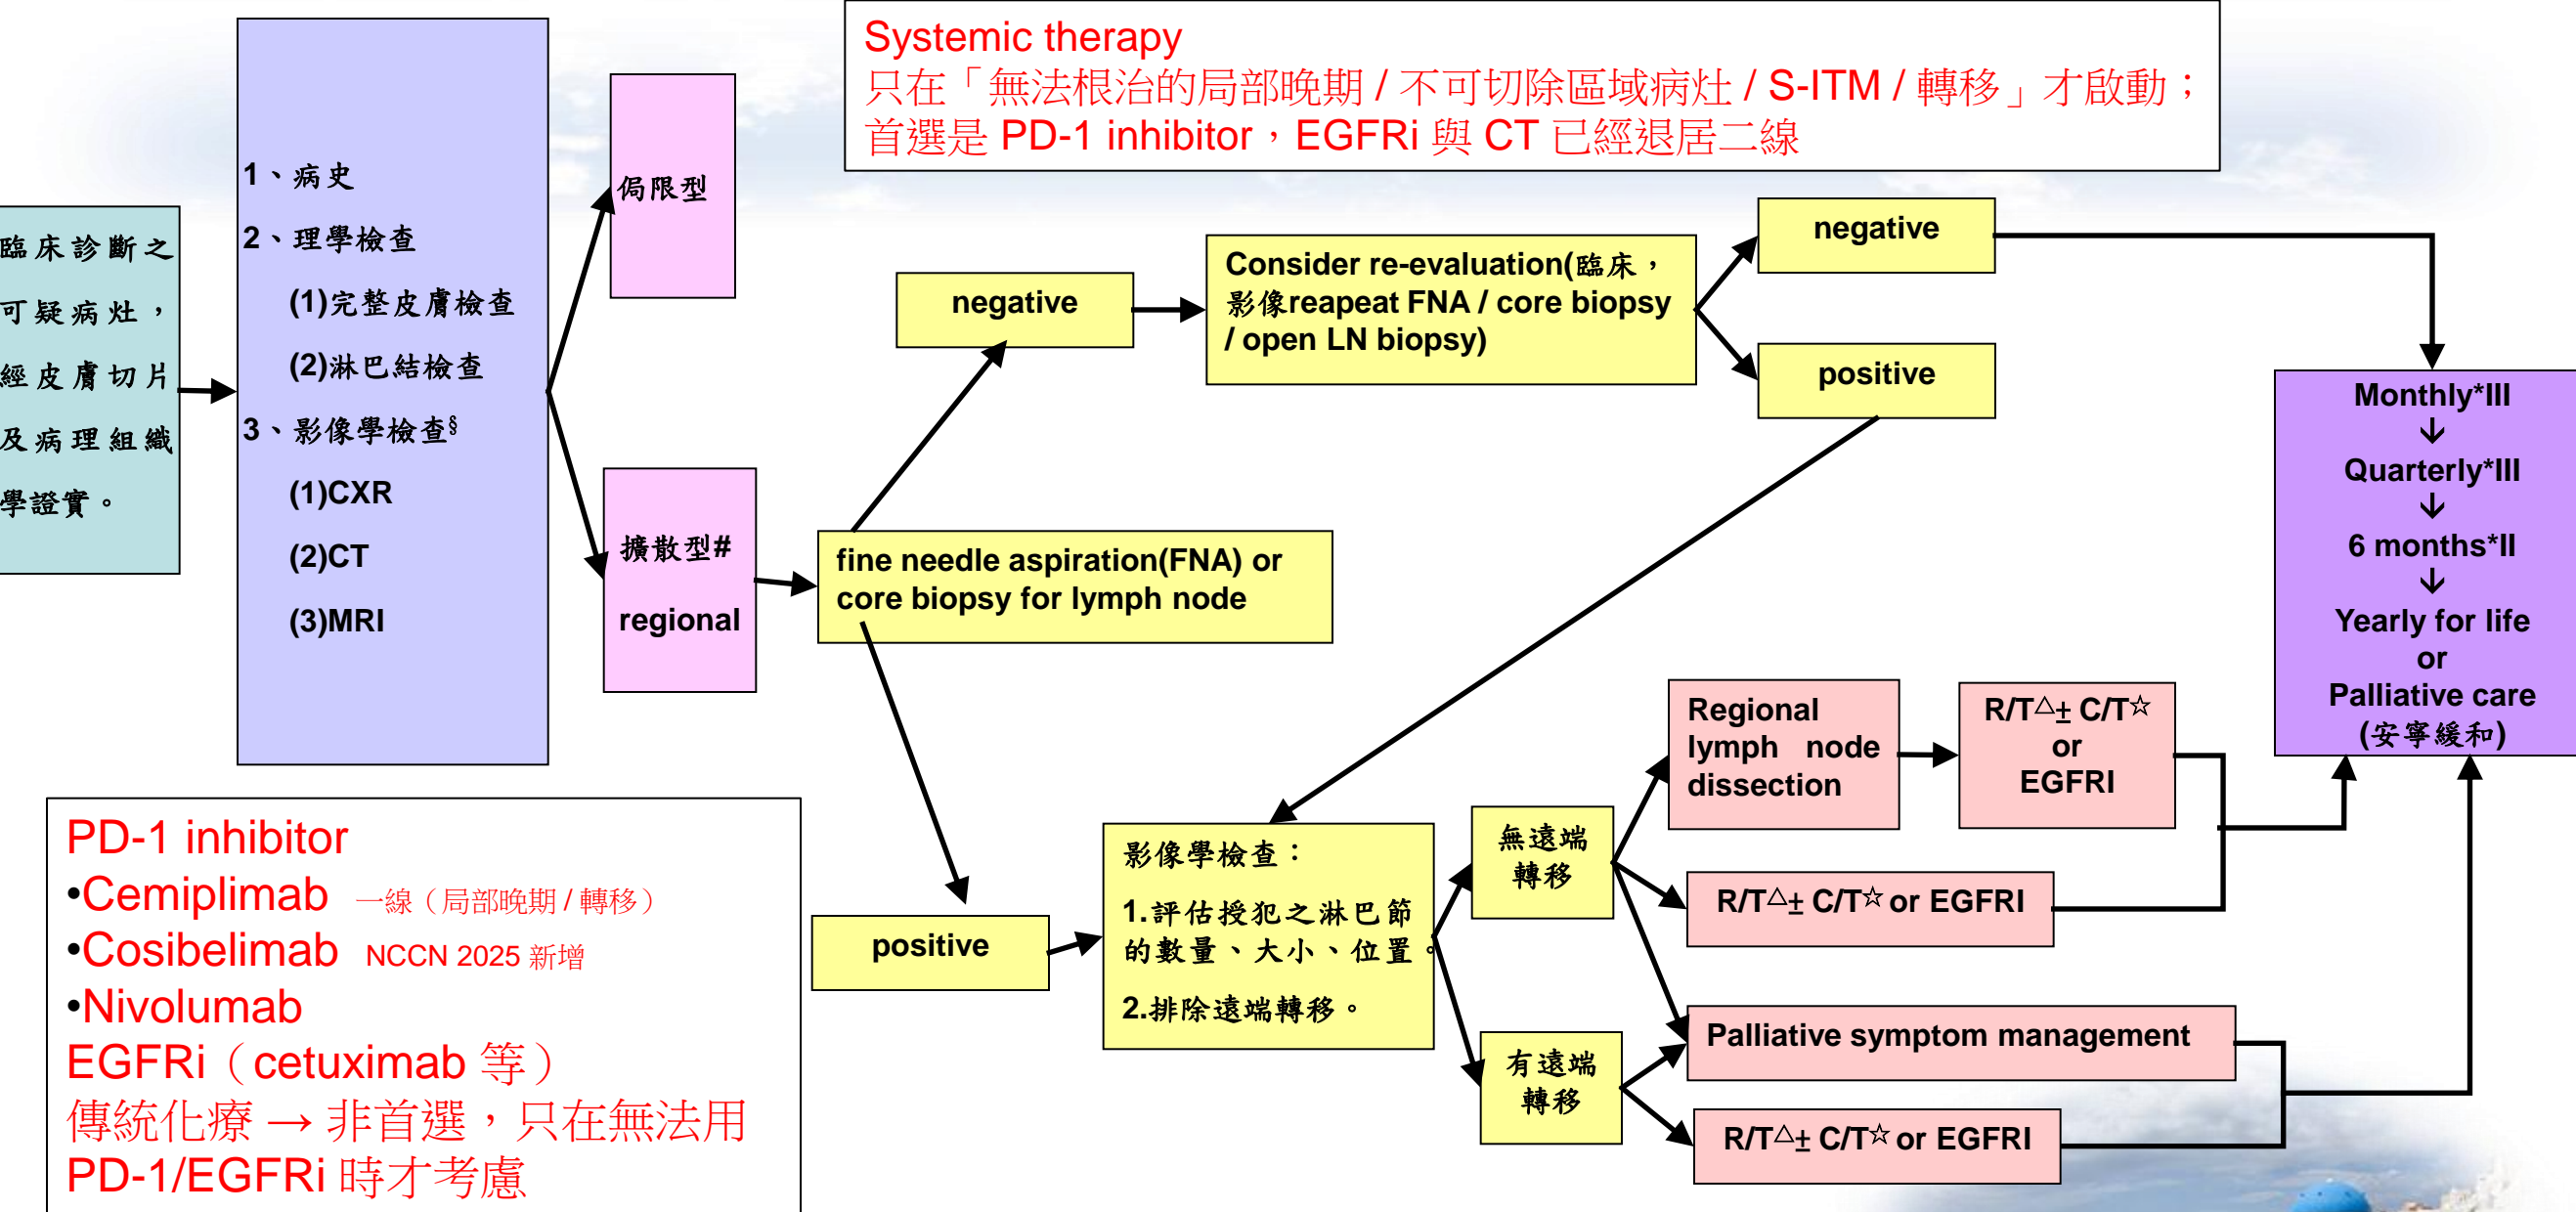 Systemic therapy
只在「無法根治的局部晚期 / 不可切除區域病灶 / S-ITM / 轉移」才啟動；
首選是 PD-1 inhibitor，EGFRi 與 CT 已經退居二線
臨床診斷之
可疑病灶，
經皮膚切片
及病理組織
學證實。
1、病史
2、理學檢查
(1)完整皮膚檢查
(2)淋巴結檢查
3、影像學檢查§
(1)CXR
(2)CT
(3)MRI
侷限型
擴散型#
regional
fine needle aspiration(FNA) or
core biopsy for lymph node
negative
Consider re-evaluation(臨床，
影像reapeat FNA / core biopsy
/ open LN biopsy)
negative
positive
positive
影像學檢查：
1.評估授犯之淋巴節
的數量、大小、位置。
2.排除遠端轉移。
無遠端
轉移
有遠端
轉移
Regional
lymph node
dissection
R/T△± C/T☆
or
EGFRI
R/T△± C/T☆ or EGFRI
Palliative symptom management
R/T△± C/T☆ or EGFRI
Monthly*III
↓
Quarterly*III
↓
6 months*II
↓
Yearly for life
or
Palliative care
(安寧緩和)
PD-1 inhibitor
•Cemiplimab 一線（局部晚期 / 轉移）
•Cosibelimab NCCN 2025 新增
•Nivolumab
EGFRi（cetuximab 等）
傳統化療 → 非首選，只在無法用
PD-1/EGFRi 時才考慮